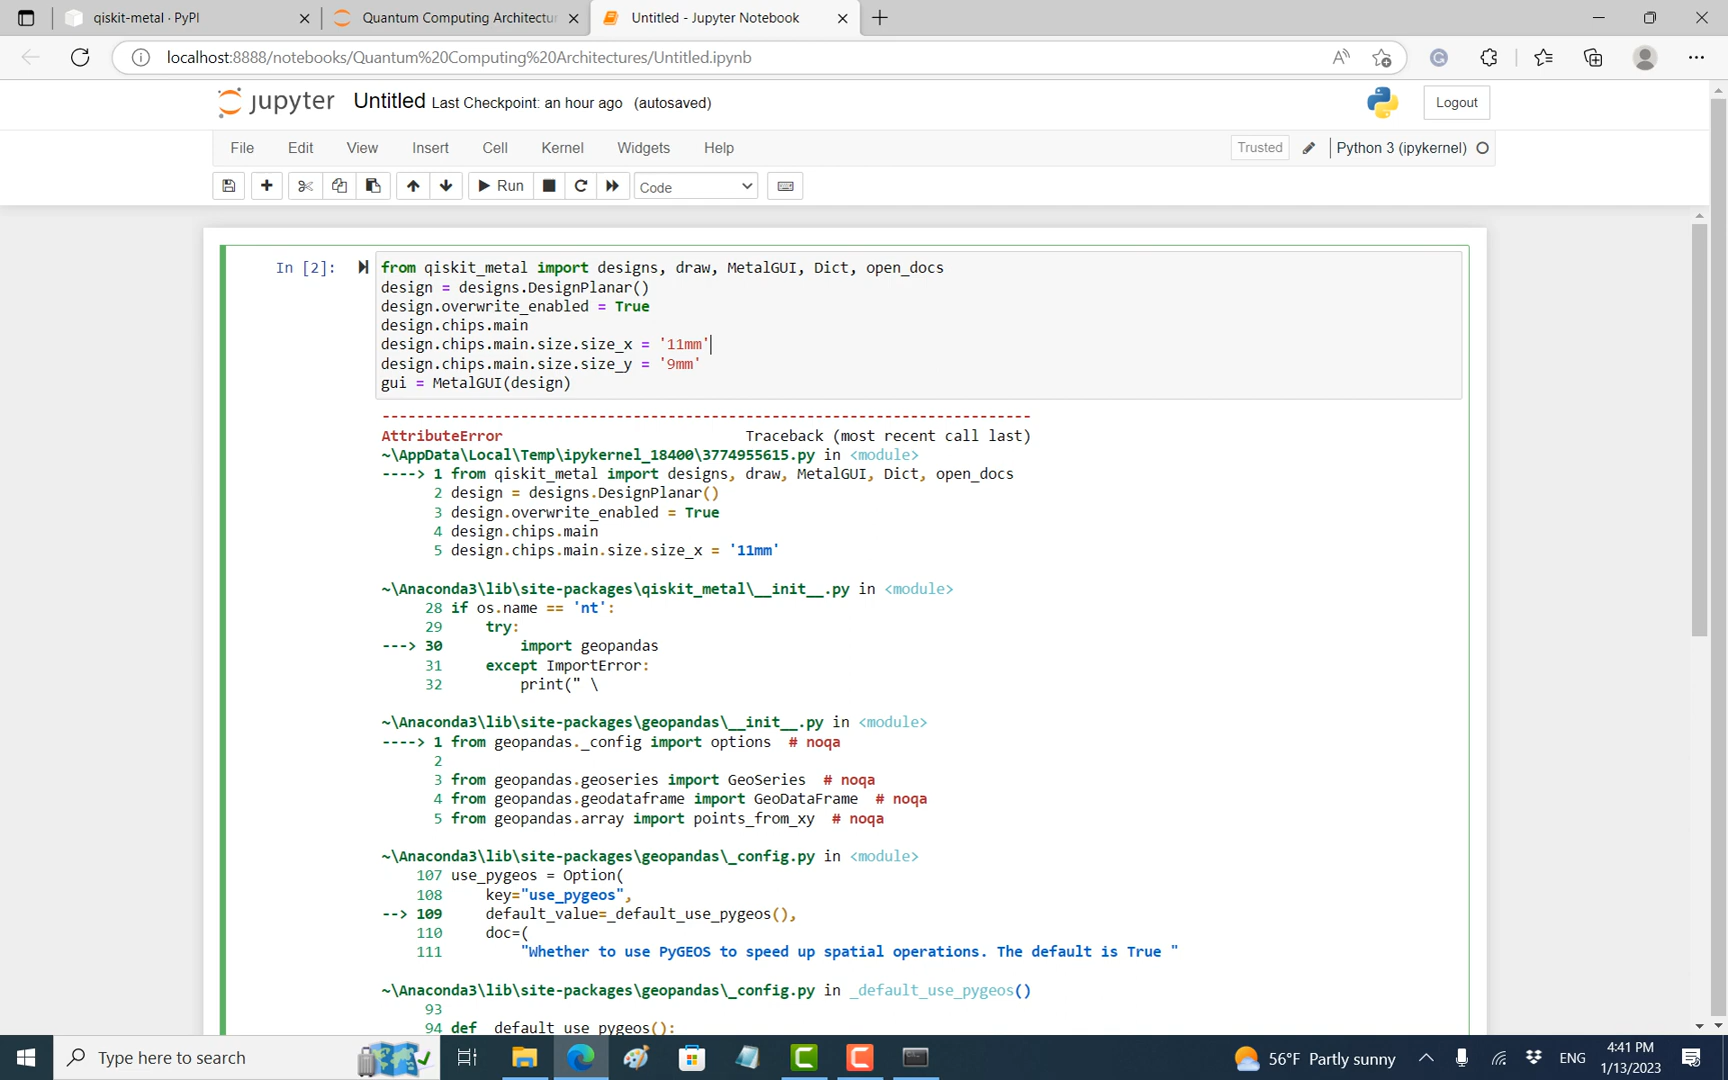 qiskit-metal · PyPI
Quantum Computing Architectur
Untitled - Jupyter Notebook
localhost:8888/notebooks/Quantum%20Computing%20Architectures/Untitled.ipynb
jupyter Untitled Last Checkpoint: an hour ago (autosaved)
Logout
File Edit View Insert Cell Kernel Widgets Help
Trusted Python 3 (ipykernel)
Run Code
In [2]: from qiskit_metal import designs, draw, MetalGUI, Dict, open_docs
design = designs.DesignPlanar()
design.overwrite_enabled = True
design.chips.main
design.chips.main.size.size_x = '11mm'
design.chips.main.size.size_y = '9mm'
gui = MetalGUI(design)
---------------------------------------------------------------------------
AttributeError Traceback (most recent call last)
~\AppData\Local\Temp\ipykernel_18400\3774955615.py in <module>
----> 1 from qiskit_metal import designs, draw, MetalGUI, Dict, open_docs
2 design = designs.DesignPlanar()
3 design.overwrite_enabled = True
4 design.chips.main
5 design.chips.main.size.size_x = '11mm'
~\Anaconda3\lib\site-packages\qiskit_metal\__init__.py in <module>
28 if os.name == 'nt':
29 try:
---> 30 import geopandas
31 except ImportError:
32 print(" \
~\Anaconda3\lib\site-packages\geopandas\__init__.py in <module>
----> 1 from geopandas._config import options # noqa
2
3 from geopandas.geoseries import GeoSeries # noqa
4 from geopandas.geodataframe import GeoDataFrame # noqa
5 from geopandas.array import points_from_xy # noqa
~\Anaconda3\lib\site-packages\geopandas\_config.py in <module>
107 use_pygeos = Option(
108 key="use_pygeos",
--> 109 default_value=_default_use_pygeos(),
110 doc=(
111 "Whether to use PyGEOS to speed up spatial operations. The default is True "
~\Anaconda3\lib\site-packages\geopandas\_config.py in _default_use_pygeos()
93
94 def _default_use_pygeos():
Type here to search
56°F Partly sunny
ENG
4:41 PM
1/13/2023